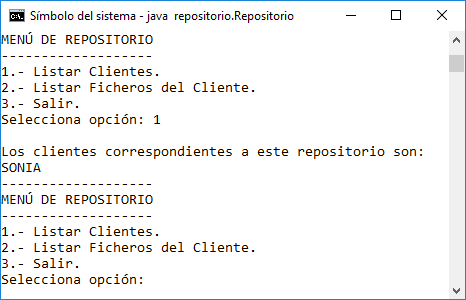 Símbolo del sistema - java repositorio.Repositorio
MENÚ DE REPOSITORIO
-------------------
1.- Listar Clientes.
2.- Listar Ficheros del Cliente.
3.- Salir.
Selecciona opción: 1
Los clientes correspondientes a este repositorio son:
SONIA
-------------------
MENÚ DE REPOSITORIO
-------------------
1.- Listar Clientes.
2.- Listar Ficheros del Cliente.
3.- Salir.
Selecciona opción: